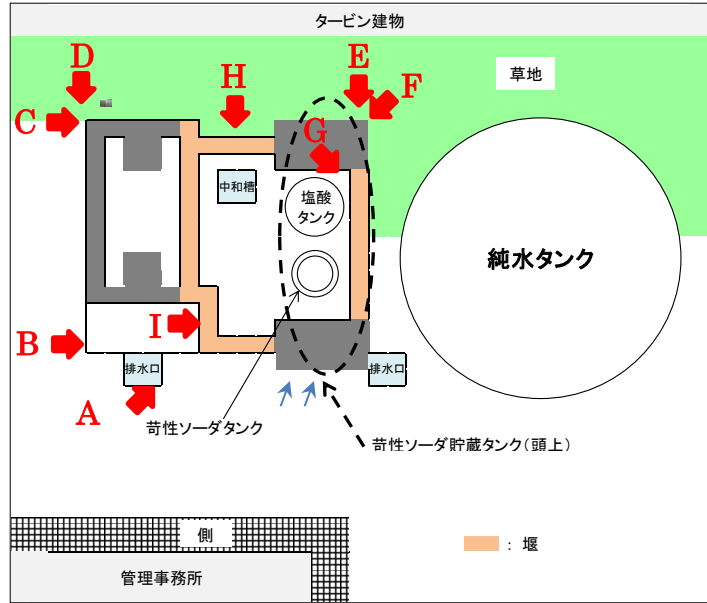 タービン建物
D
E
H
F
草地
C
G
中和槽
塩酸
タンク
純水タンク
I
B
排水口
排水口
A
苛性ソーダタンク
苛性ソーダ貯蔵タンク(頭上)
側
: 堰
管理事務所